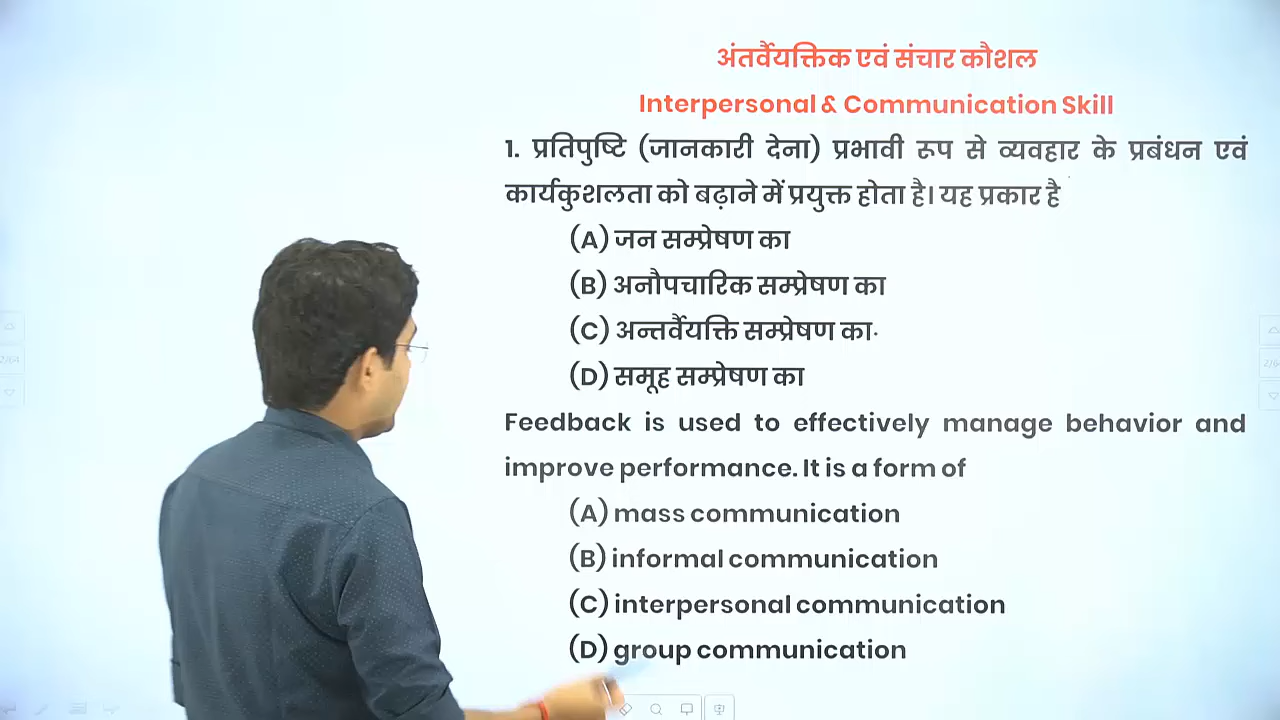 अंतर्वैयक्तिक एवं संचार कौशल
Interpersonal & Communication Skill
1. प्रतिपुष्टि (जानकारी देना) प्रभावी रूप से व्यवहार के प्रबंधन एवं
कार्यकुशलता को बढ़ाने में प्रयुक्त होता है। यह प्रकार है
(A) जन सम्प्रेषण का
(B) अनौपचारिक सम्प्रेषण का
(C) अन्तर्वैयक्ति सम्प्रेषण का
(D) समूह सम्प्रेषण का
Feedback is used to effectively manage behavior and
improve performance. It is a form of
(A) mass communication
(B) informal communication
(C) interpersonal communication
(D) group communication